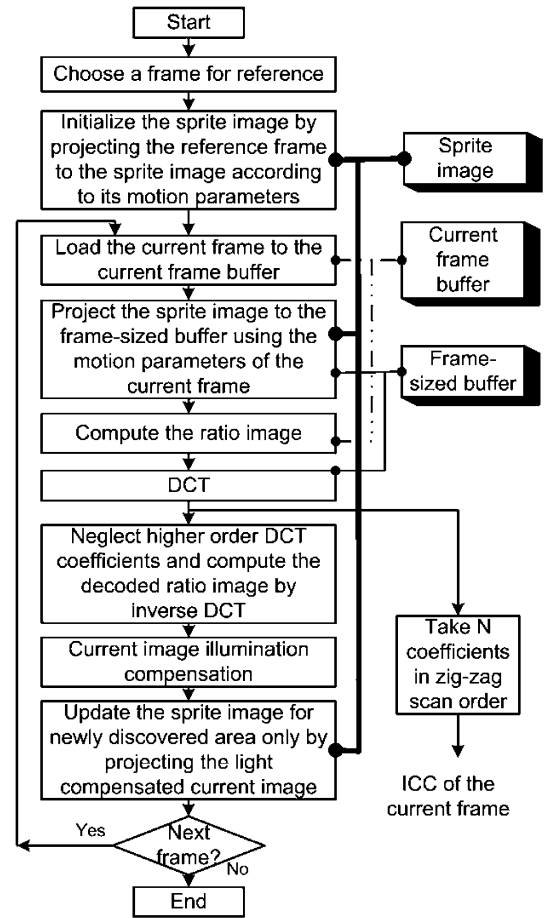 Start
Choose a frame for reference
Initialize the sprite image by
projecting the reference frame
to the sprite image according
to its motion parameters
Sprite
image
Load the current frame to the
current frame buffer
Current
frame
buffer
Project the sprite image to the
frame-sized buffer using the
motion parameters of the
current frame
Frame-
sized buffer
Compute the ratio image
DCT
Neglect higher order DCT
coefficients and compute the
decoded ratio image by
inverse DCT
Take N
coefficients
in zig-zag
scan order
Current image illumination
compensation
Update the sprite image for
newly discovered area only by
projecting the light
compensated current image
ICC of the
current frame
Yes
Next
frame?
No
End